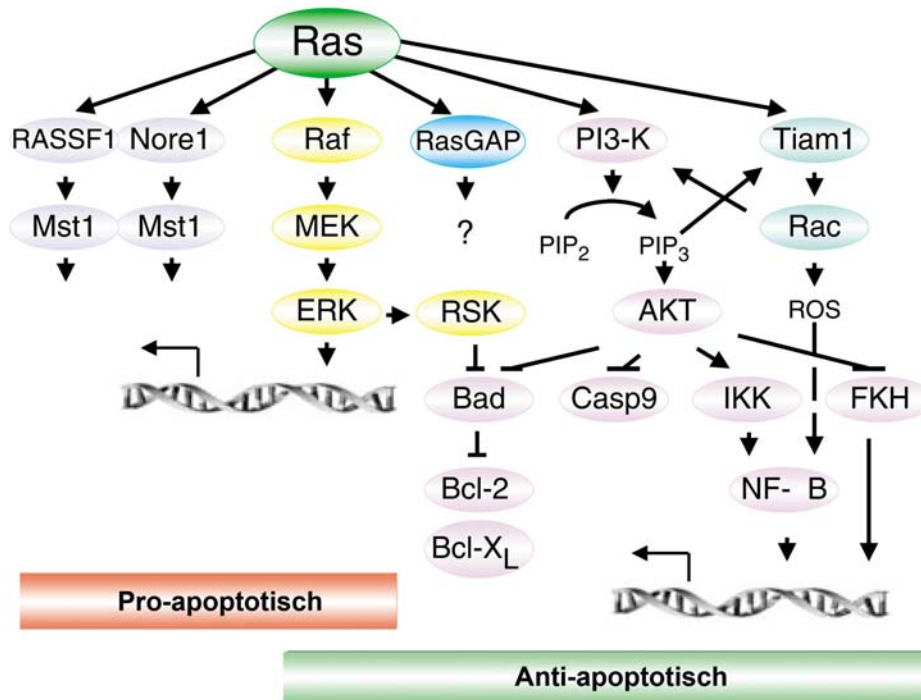 Ras
RASSF1 Nore1 Raf RasGAP PI3-K Tiam1
Mst1 Mst1 MEK ? PIP2 PIP3 Rac
ERK RSK AKT ROS
Bad Casp9 IKK FKH
Bcl-2 NF- B
Bcl-XL
Pro-apoptotisch
Anti-apoptotisch